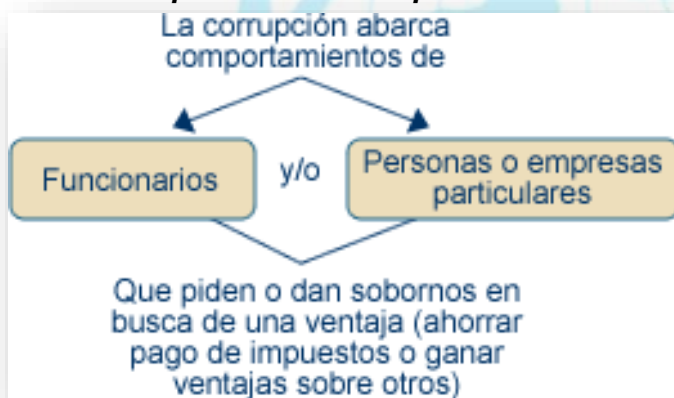 La corrupción abarca
comportamientos de
Funcionarios
y/o
Personas o empresas
particulares
Que piden o dan sobornos en
busca de una ventaja (ahorrar
pago de impuestos o ganar
ventajas sobre otros)